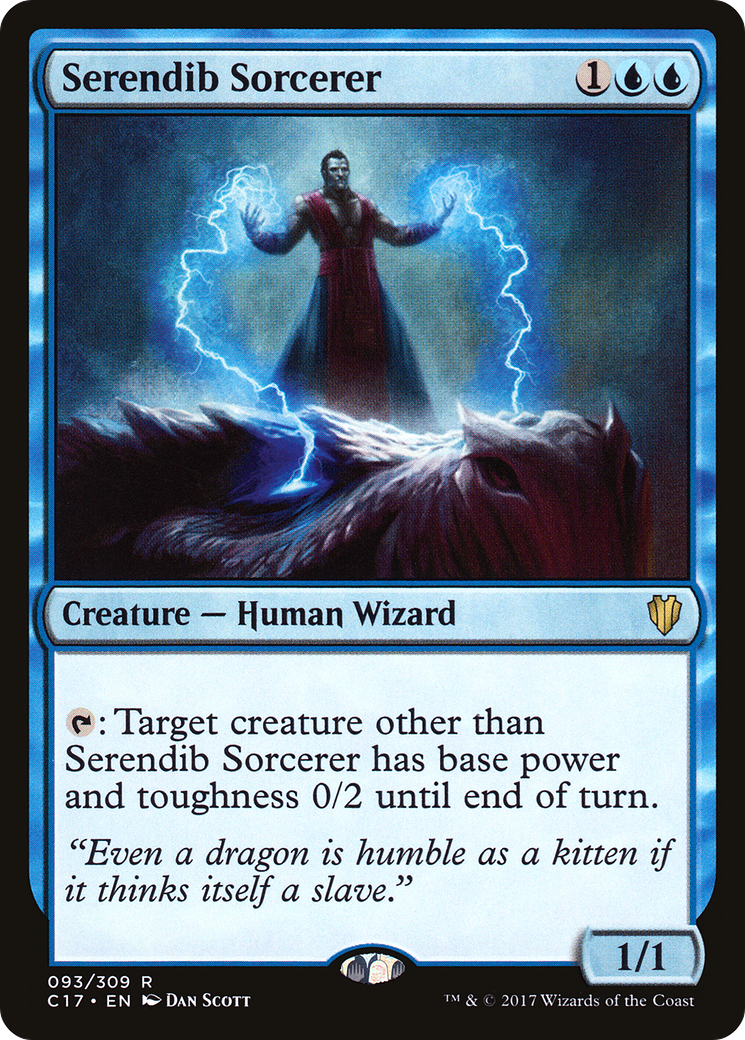 Serendib Sorcerer 1
Creature — Human Wizard
: Target creature other than
Serendib Sorcerer has base power
and toughness 0/2 until end of turn.
“Even a dragon is humble as a kitten if
it thinks itself a slave.”
1/1
093/309 R
C17 • EN Dan Scott
™ & © 2017 Wizards of the Coast